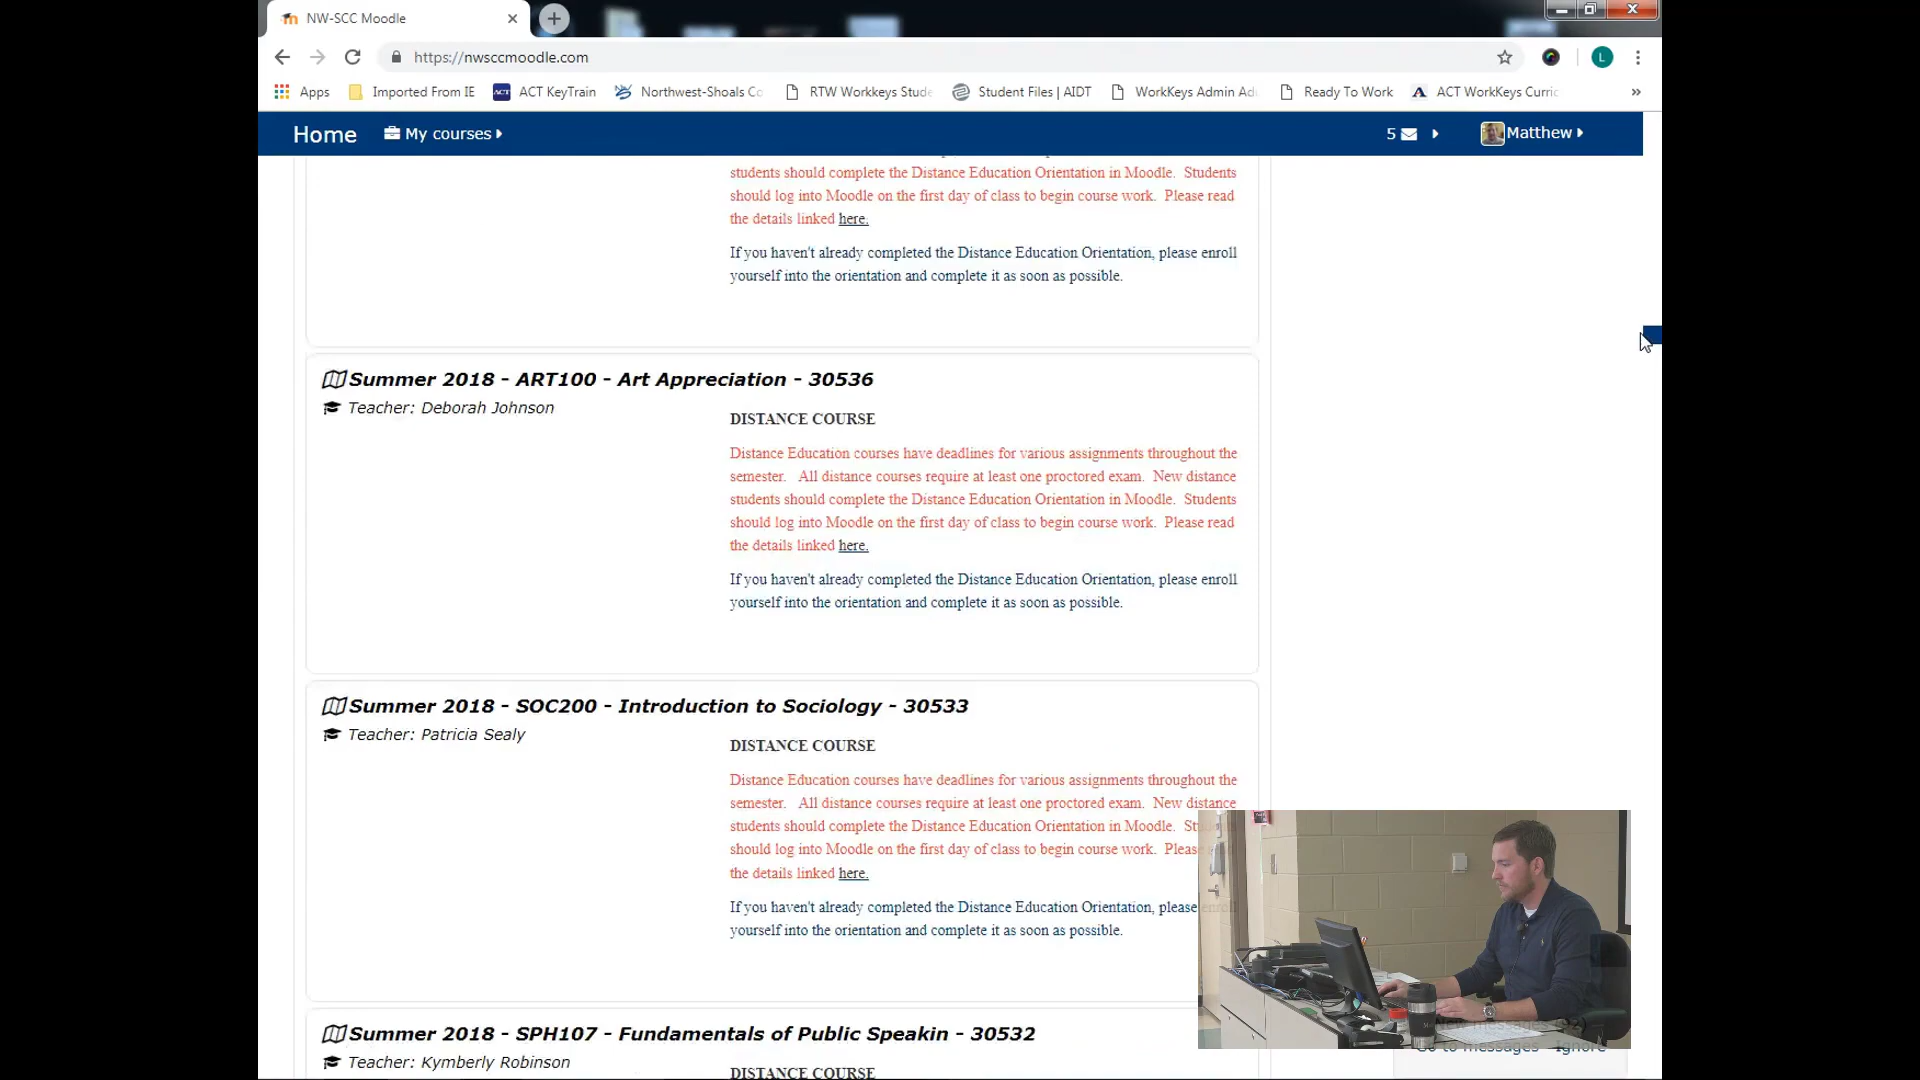 NW-SCC Moodle
https://nwsccmoodle.com
L
Apps
Imported From IE
ACT
ACT KeyTrain
Northwest-Shoals Co
RTW Workkeys Stude
Student Files | AIDT
WorkKeys Admin Ad
Ready To Work
ACT WorkKeys Curric
»
Home
My courses
5
Matthew
students should complete the Distance Education Orientation in Moodle. Students
should log into Moodle on the first day of class to begin course work. Please read
the details linked here.
If you haven't already completed the Distance Education Orientation, please enroll
yourself into the orientation and complete it as soon as possible.
Summer 2018 - ART100 - Art Appreciation - 30536
Teacher: Deborah Johnson
DISTANCE COURSE
Distance Education courses have deadlines for various assignments throughout the
semester. All distance courses require at least one proctored exam. New distance
students should complete the Distance Education Orientation in Moodle. Students
should log into Moodle on the first day of class to begin course work. Please read
the details linked here.
If you haven't already completed the Distance Education Orientation, please enroll
yourself into the orientation and complete it as soon as possible.
Summer 2018 - SOC200 - Introduction to Sociology - 30533
Teacher: Patricia Sealy
DISTANCE COURSE
Distance Education courses have deadlines for various assignments throughout the
semester. All distance courses require at least one proctored exam. New distance
students should complete the Distance Education Orientation in Moodle.
should log into Moodle on the first day of class to begin course work. Pleas
the details linked here.
If you haven't already completed the Distance Education Orientation, please enroll
yourself into the orientation and complete it as soon as possible.
Summer 2018 - SPH107 - Fundamentals of Public Speakin - 30532
Teacher: Kymberly Robinson
DISTANCE COURSE
Go to messages Ignore